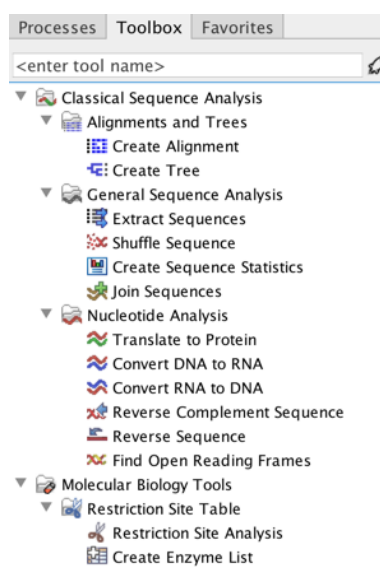 Processes Toolbox Favorites
<enter tool name>
Classical Sequence Analysis
Alignments and Trees
Create Alignment
Create Tree
General Sequence Analysis
Extract Sequences
Shuffle Sequence
Create Sequence Statistics
Join Sequences
Nucleotide Analysis
Translate to Protein
Convert DNA to RNA
Convert RNA to DNA
Reverse Complement Sequence
Reverse Sequence
Find Open Reading Frames
Molecular Biology Tools
Restriction Site Table
Restriction Site Analysis
Create Enzyme List